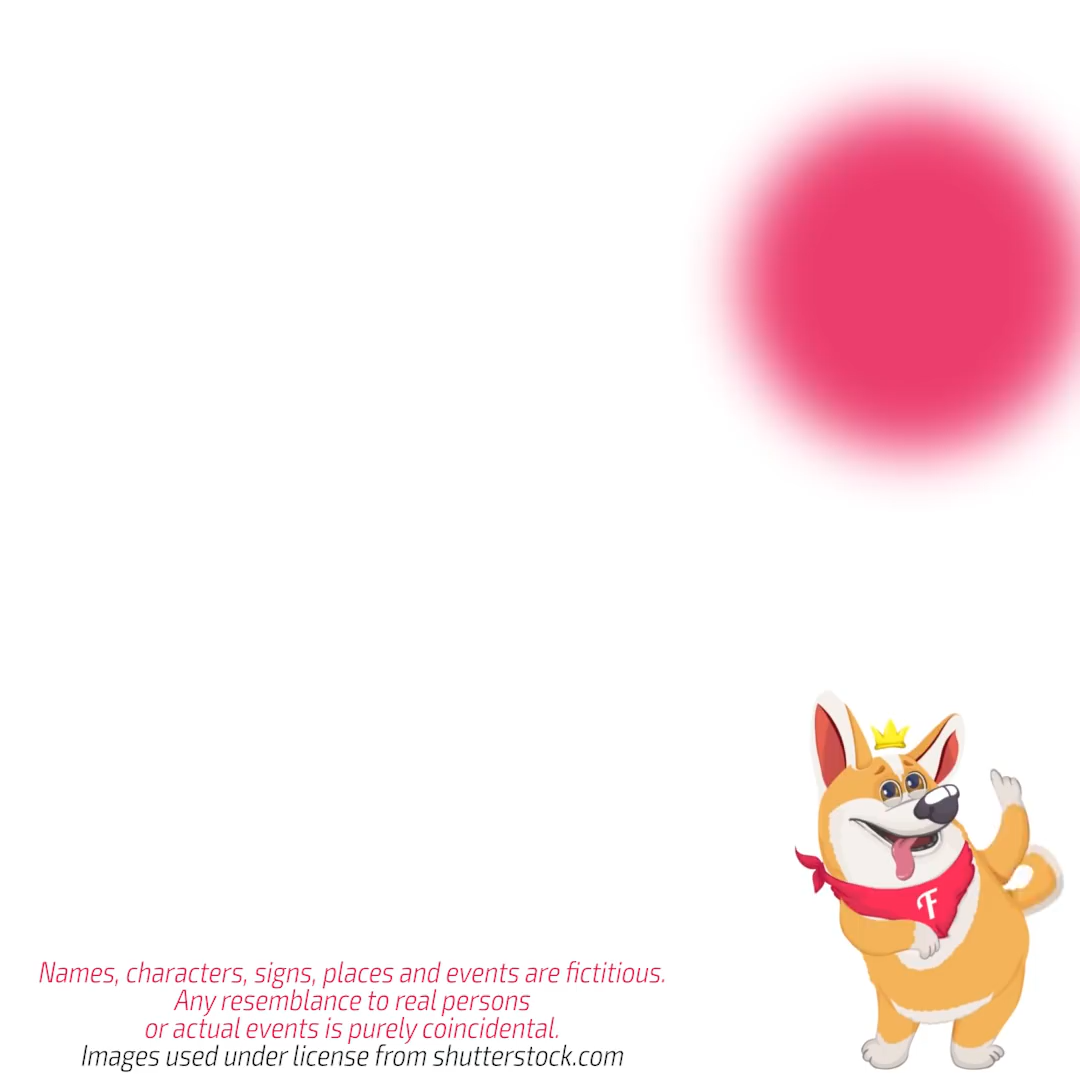 F
Names, characters, signs, places and events are fictitious.
Any resemblance to real persons
or actual events is purely coincidental.
Images used under license from shutterstock.com